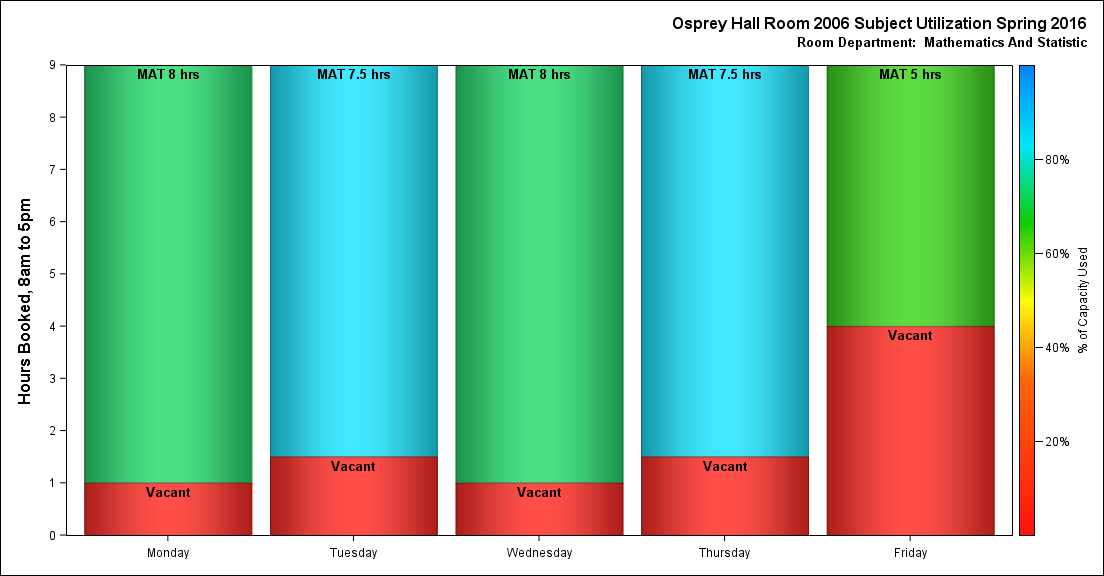 Osprey Hall Room 2006 Subject Utilization Spring 2016
Room Department:  Mathematics And Statistic
Hours Booked, 8am to 5pm
9
8
7
6
5
4
3
2
1
0
MAT 8 hrs
MAT 7.5 hrs
MAT 8 hrs
MAT 7.5 hrs
MAT 5 hrs
Vacant
Vacant
Vacant
Vacant
Vacant
Monday
Tuesday
Wednesday
Thursday
Friday
80%
60%
40%
20%
% of Capacity Used